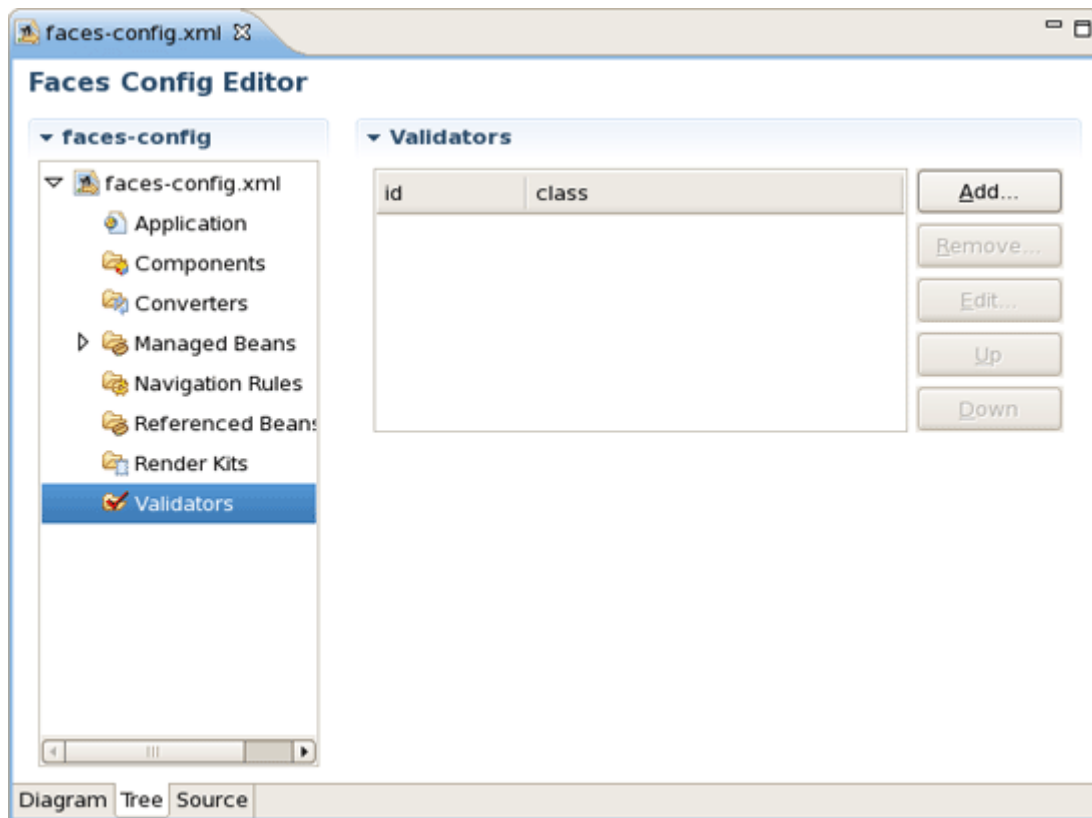 faces-config.xml
Faces Config Editor
faces-config
faces-config.xml
Application
Components
Converters
Managed Beans
Navigation Rules
Referenced Beans
Render Kits
Validators
Validators
id class
Add...
Remove...
Edit...
Up
Down
Diagram Tree Source